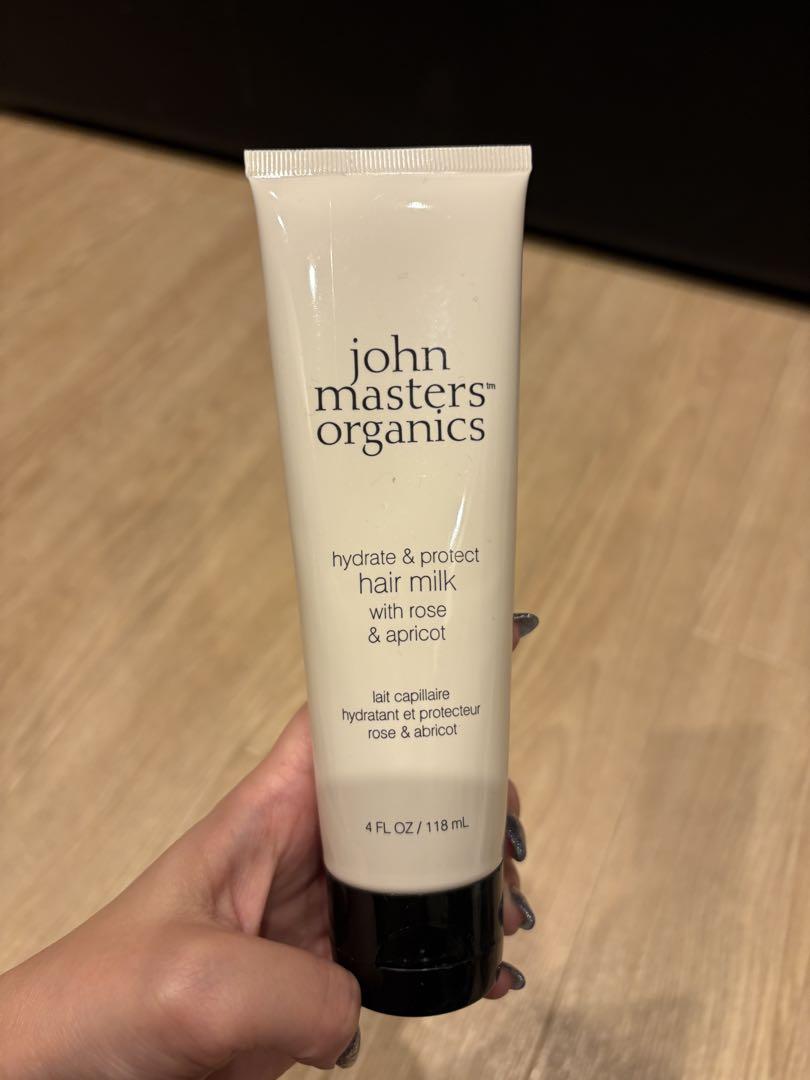 john
masters™
organics
hydrate & protect
hair milk
with rose
& apricot
lait capillaire
hydratant et protecteur
rose & abricot
4 FL OZ / 118 mL